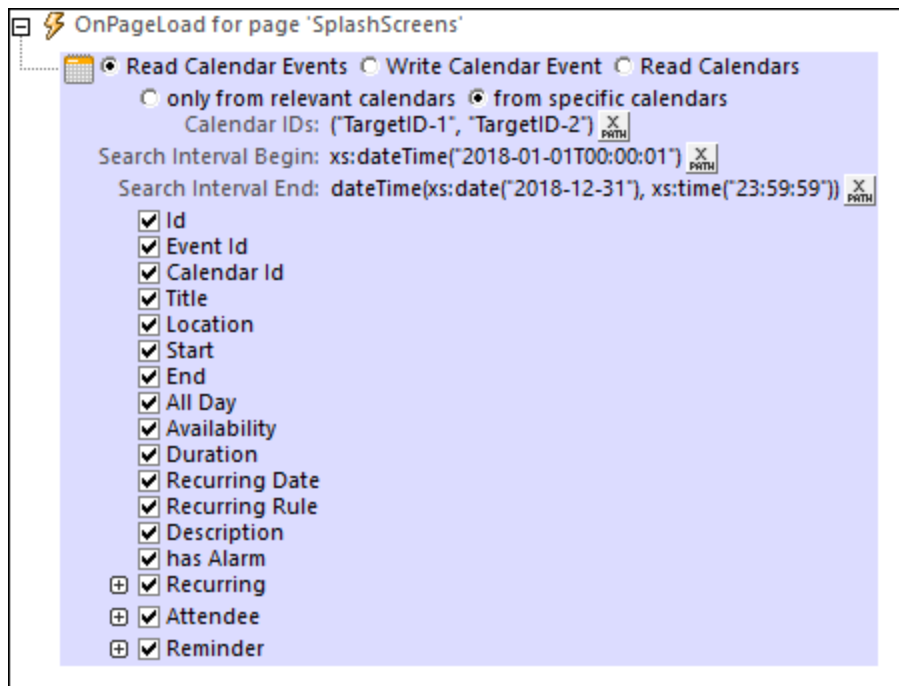 OnPageLoad for page 'SplashScreens'
Read Calendar Events Write Calendar Event Read Calendars
only from relevant calendars from specific calendars
Calendar IDs: ("TargetID-1", "TargetID-2") X PATH
Search Interval Begin: xs:dateTime("2018-01-01T00:00:01") X PATH
Search Interval End: dateTime(xs:date("2018-12-31"), xs:time("23:59:59")) X PATH
Id
Event Id
Calendar Id
Title
Location
Start
End
All Day
Availability
Duration
Recurring Date
Recurring Rule
Description
has Alarm
Recurring
Attendee
Reminder